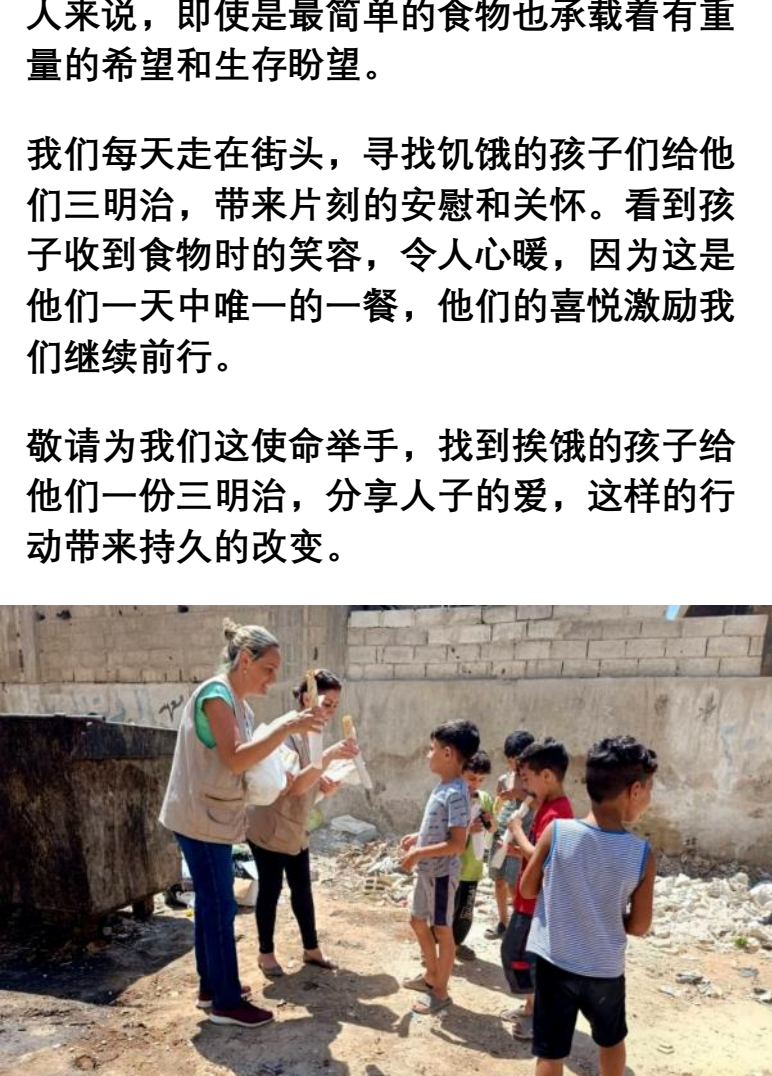 人来说，即使是最简单的食物也承载着有重
量的希望和生存盼望。
我们每天走在街头，寻找饥饿的孩子们给他
们三明治，带来片刻的安慰和关怀。看到孩
子收到食物时的笑容，令人心暖，因为这是
他们一天中唯一的一餐，他们的喜悦激励我
们继续前行。
敬请为我们这使命举手，找到挨饿的孩子给
他们一份三明治，分享人子的爱，这样的行
动带来持久的改变。